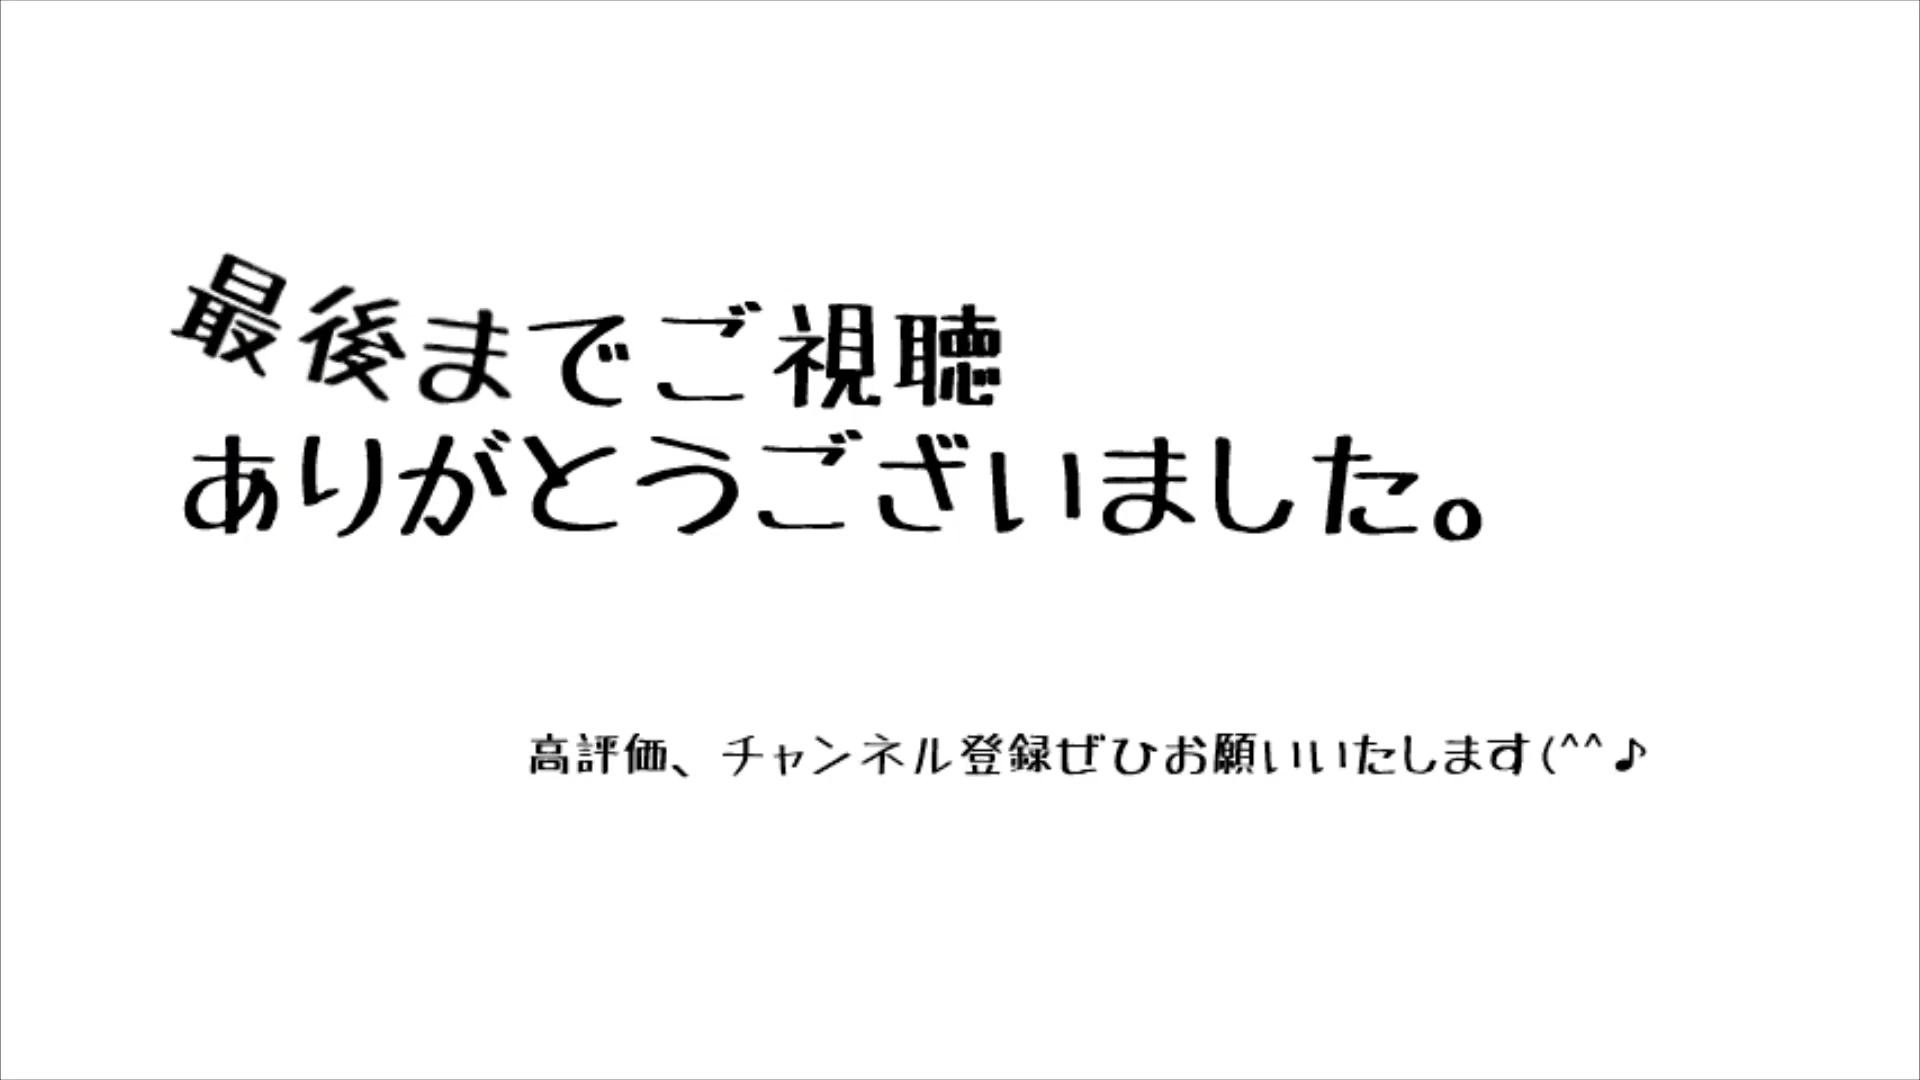 最後までご視聴
ありがとうございました。
高評価、チャンネル登録ぜひお願いいたします(^^♪